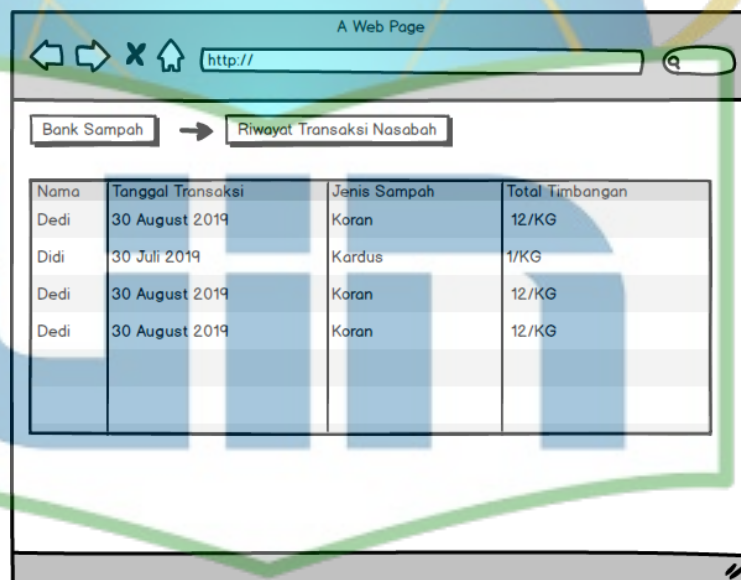 A Web Page
http://
Bank Sampah Riwayat Transaksi Nasabah
Nama Tanggal Transaksi Jenis Sampah Total Timbangan
Dedi 30 August 2019 Koran 12/KG
Didi 30 Juli 2019 Kardus 1/KG
Dedi 30 August 2019 Koran 12/KG
Dedi 30 August 2019 Koran 12/KG